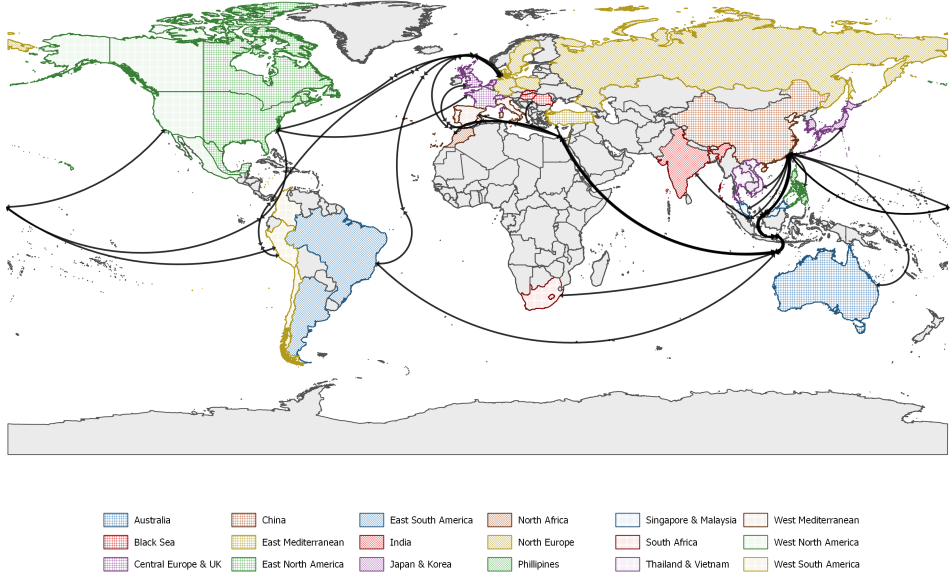 Australia China East South America North Africa Singapore & Malaysia West Mediterranean
Black Sea East Mediterranean India North Europe South Africa West North America
Central Europe & UK East North America Japan & Korea Phillipines Thailand & Vietnam West South America